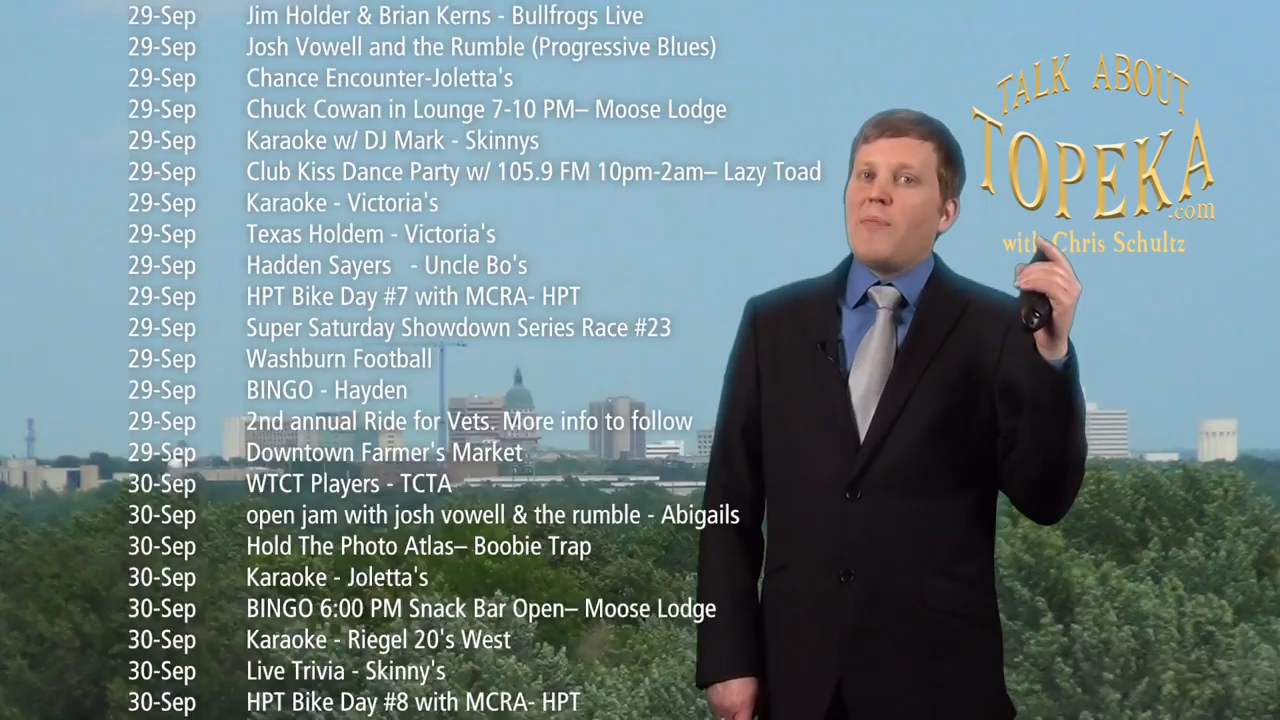 29-Sep Jim Holder & Brian Kerns - Bullfrogs Live
29-Sep Josh Vowell and the Rumble (Progressive Blues)
29-Sep Chance Encounter-Joletta's
29-Sep Chuck Cowan in Lounge 7-10 PM– Moose Lodge
29-Sep Karaoke w/ DJ Mark - Skinnys
29-Sep Club Kiss Dance Party w/ 105.9 FM 10pm-2am– Lazy Toad
29-Sep Karaoke - Victoria's
29-Sep Texas Holdem - Victoria's
29-Sep Hadden Sayers - Uncle Bo's
29-Sep HPT Bike Day #7 with MCRA- HPT
29-Sep Super Saturday Showdown Series Race #23
29-Sep Washburn Football
29-Sep BINGO - Hayden
29-Sep 2nd annual Ride for Vets. More info to follow
29-Sep Downtown Farmer's Market
30-Sep WTCT Players - TCTA
30-Sep open jam with josh vowell & the rumble - Abigails
30-Sep Hold The Photo Atlas– Boobie Trap
30-Sep Karaoke - Joletta's
30-Sep BINGO 6:00 PM Snack Bar Open– Moose Lodge
30-Sep Karaoke - Riegel 20's West
30-Sep Live Trivia - Skinny's
30-Sep HPT Bike Day #8 with MCRA- HPT
TALK ABOUT
TOPEKA
.com
with Chris Schultz